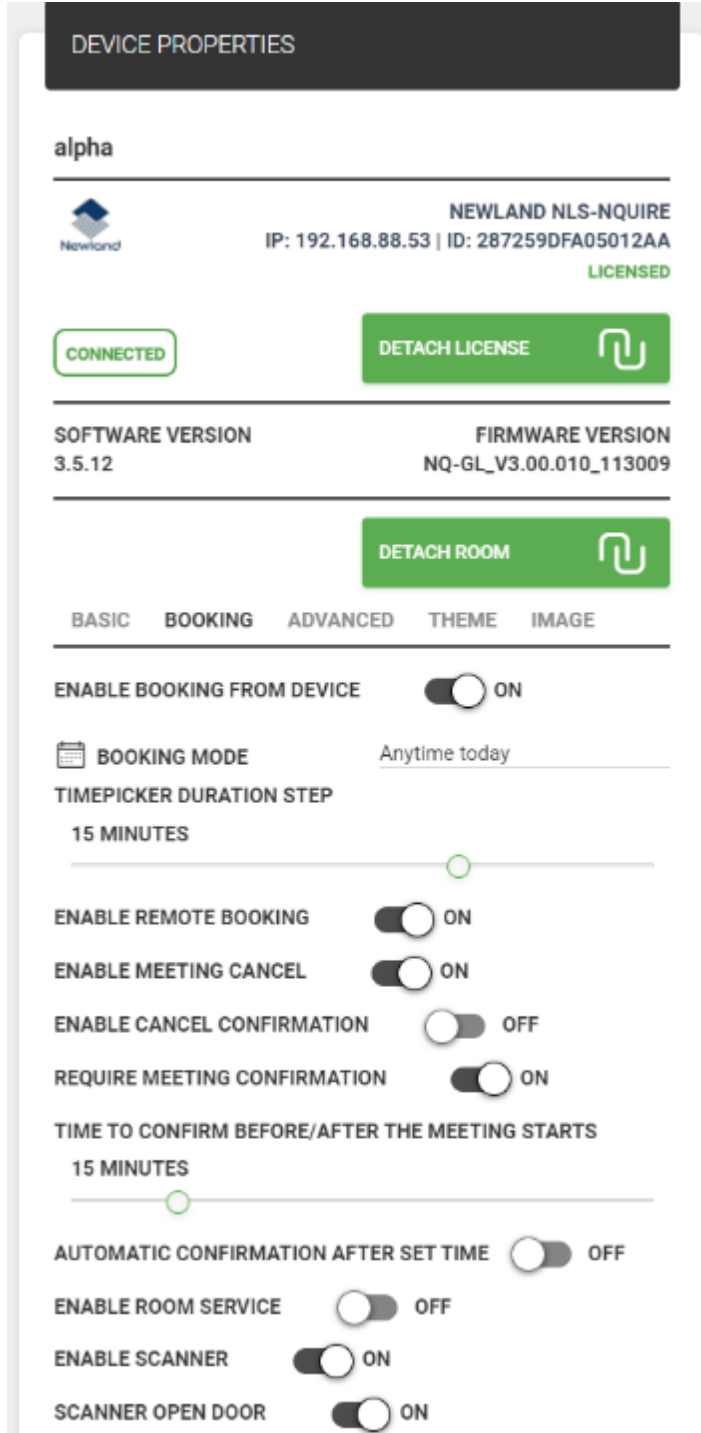 DEVICE PROPERTIES
alpha
Newland
NEWLAND NLS-NQUIRE
IP: 192.168.88.53 | ID: 287259DFA05012AA
LICENSED
CONNECTED
DETACH LICENSE
SOFTWARE VERSION
3.5.12
FIRMWARE VERSION
NQ-GL_V3.00.010_113009
DETACH ROOM
BASIC BOOKING ADVANCED THEME IMAGE
ENABLE BOOKING FROM DEVICE ON
BOOKING MODE Anytime today
TIMEPICKER DURATION STEP
15 MINUTES
ENABLE REMOTE BOOKING ON
ENABLE MEETING CANCEL ON
ENABLE CANCEL CONFIRMATION OFF
REQUIRE MEETING CONFIRMATION ON
TIME TO CONFIRM BEFORE/AFTER THE MEETING STARTS
15 MINUTES
AUTOMATIC CONFIRMATION AFTER SET TIME OFF
ENABLE ROOM SERVICE OFF
ENABLE SCANNER ON
SCANNER OPEN DOOR ON